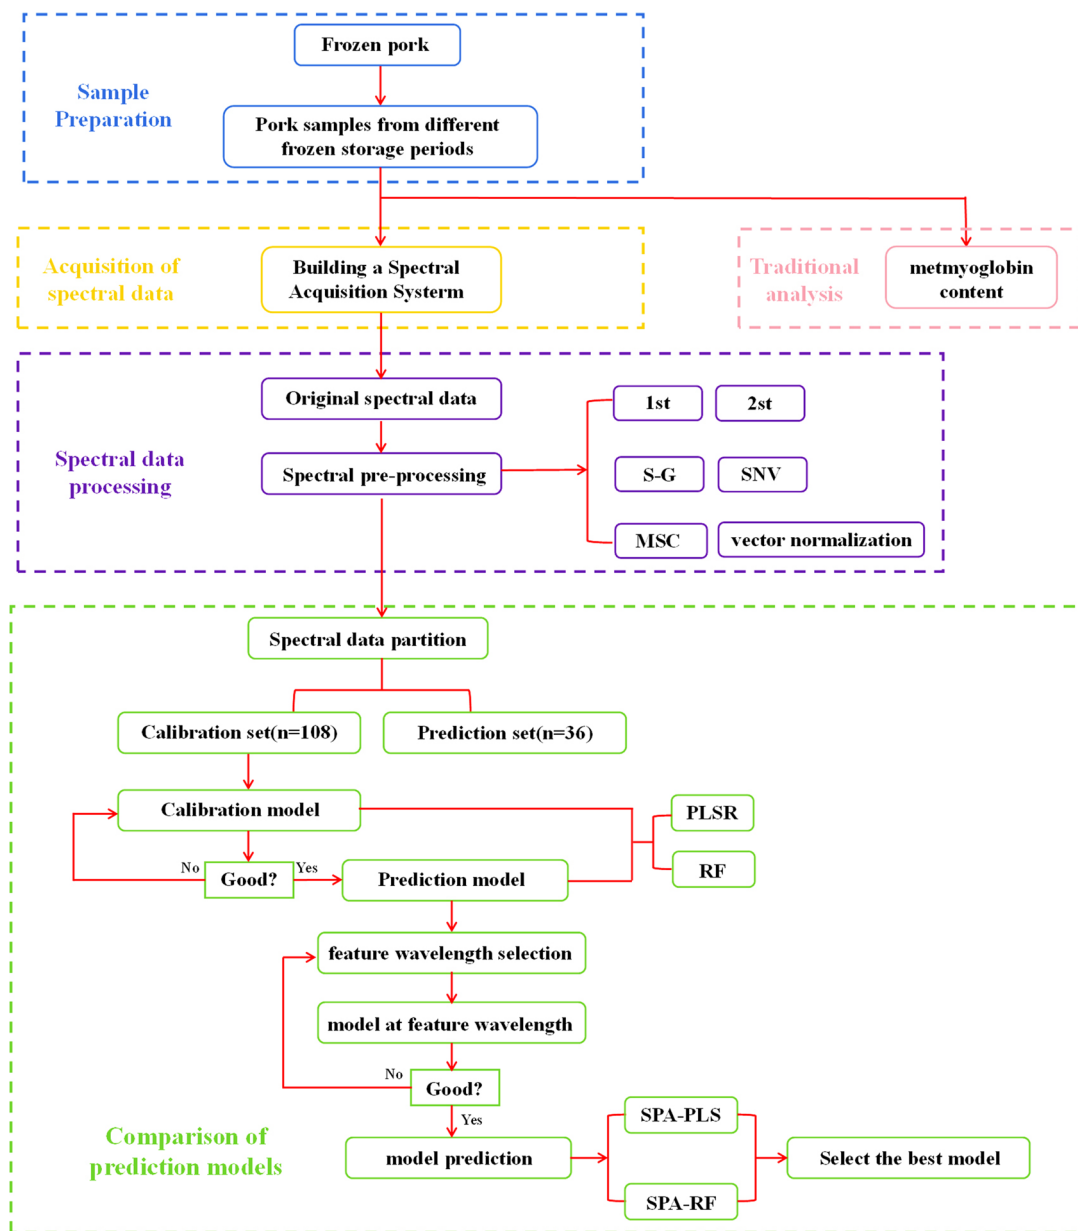 Frozen pork
Sample
Preparation
Pork samples from different
frozen storage periods
Acquisition of
spectral data
Building a Spectral
Acquisition Systerm
Traditional
analysis
metmyoglobin
content
Original spectral data
1st
2st
Spectral data
processing
Spectral pre-processing
S-G
SNV
MSC
vector normalization
Spectral data partition
Calibration set(n=108)
Prediction set(n=36)
Calibration model
PLSR
No
Good?
Yes
Prediction model
RF
feature wavelength selection
model at feature wavelength
No
Good?
Yes
Comparison of
prediction models
model prediction
SPA-PLS
SPA-RF
Select the best model